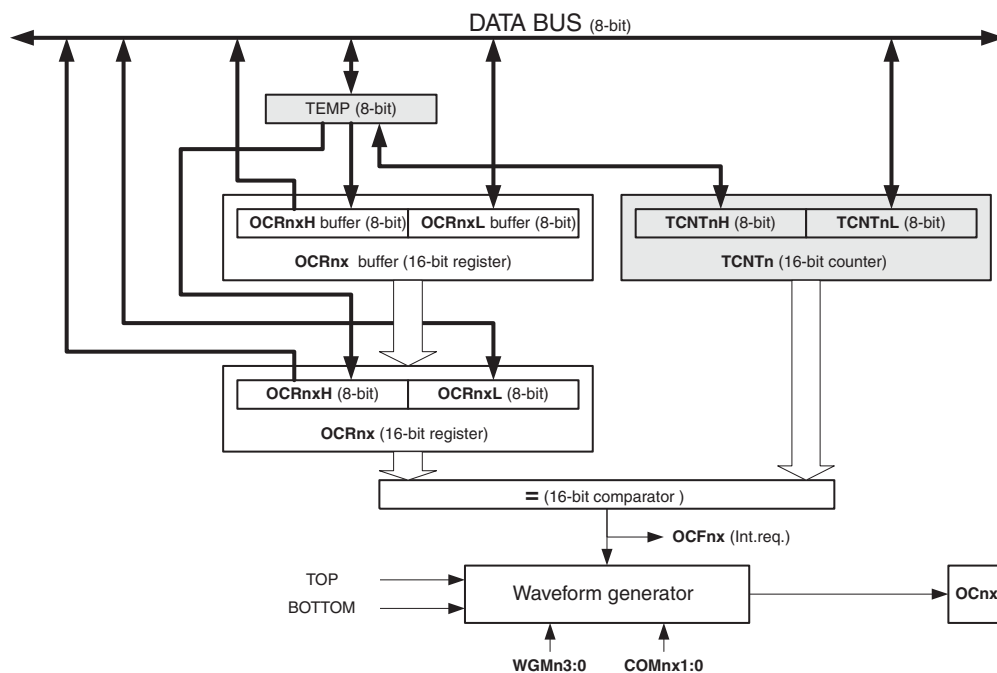 DATA BUS (8-bit)
TEMP (8-bit)
OCRnxH buffer (8-bit) OCRnxL buffer (8-bit)
OCRnx buffer (16-bit register)
TCNTnH (8-bit) TCNTnL (8-bit)
TCNTn (16-bit counter)
OCRnxH (8-bit) OCRnxL (8-bit)
OCRnx (16-bit register)
= (16-bit comparator )
OCFnx (Int.req.)
TOP
BOTTOM
Waveform generator
OCnx
WGMn3:0 COMnx1:0